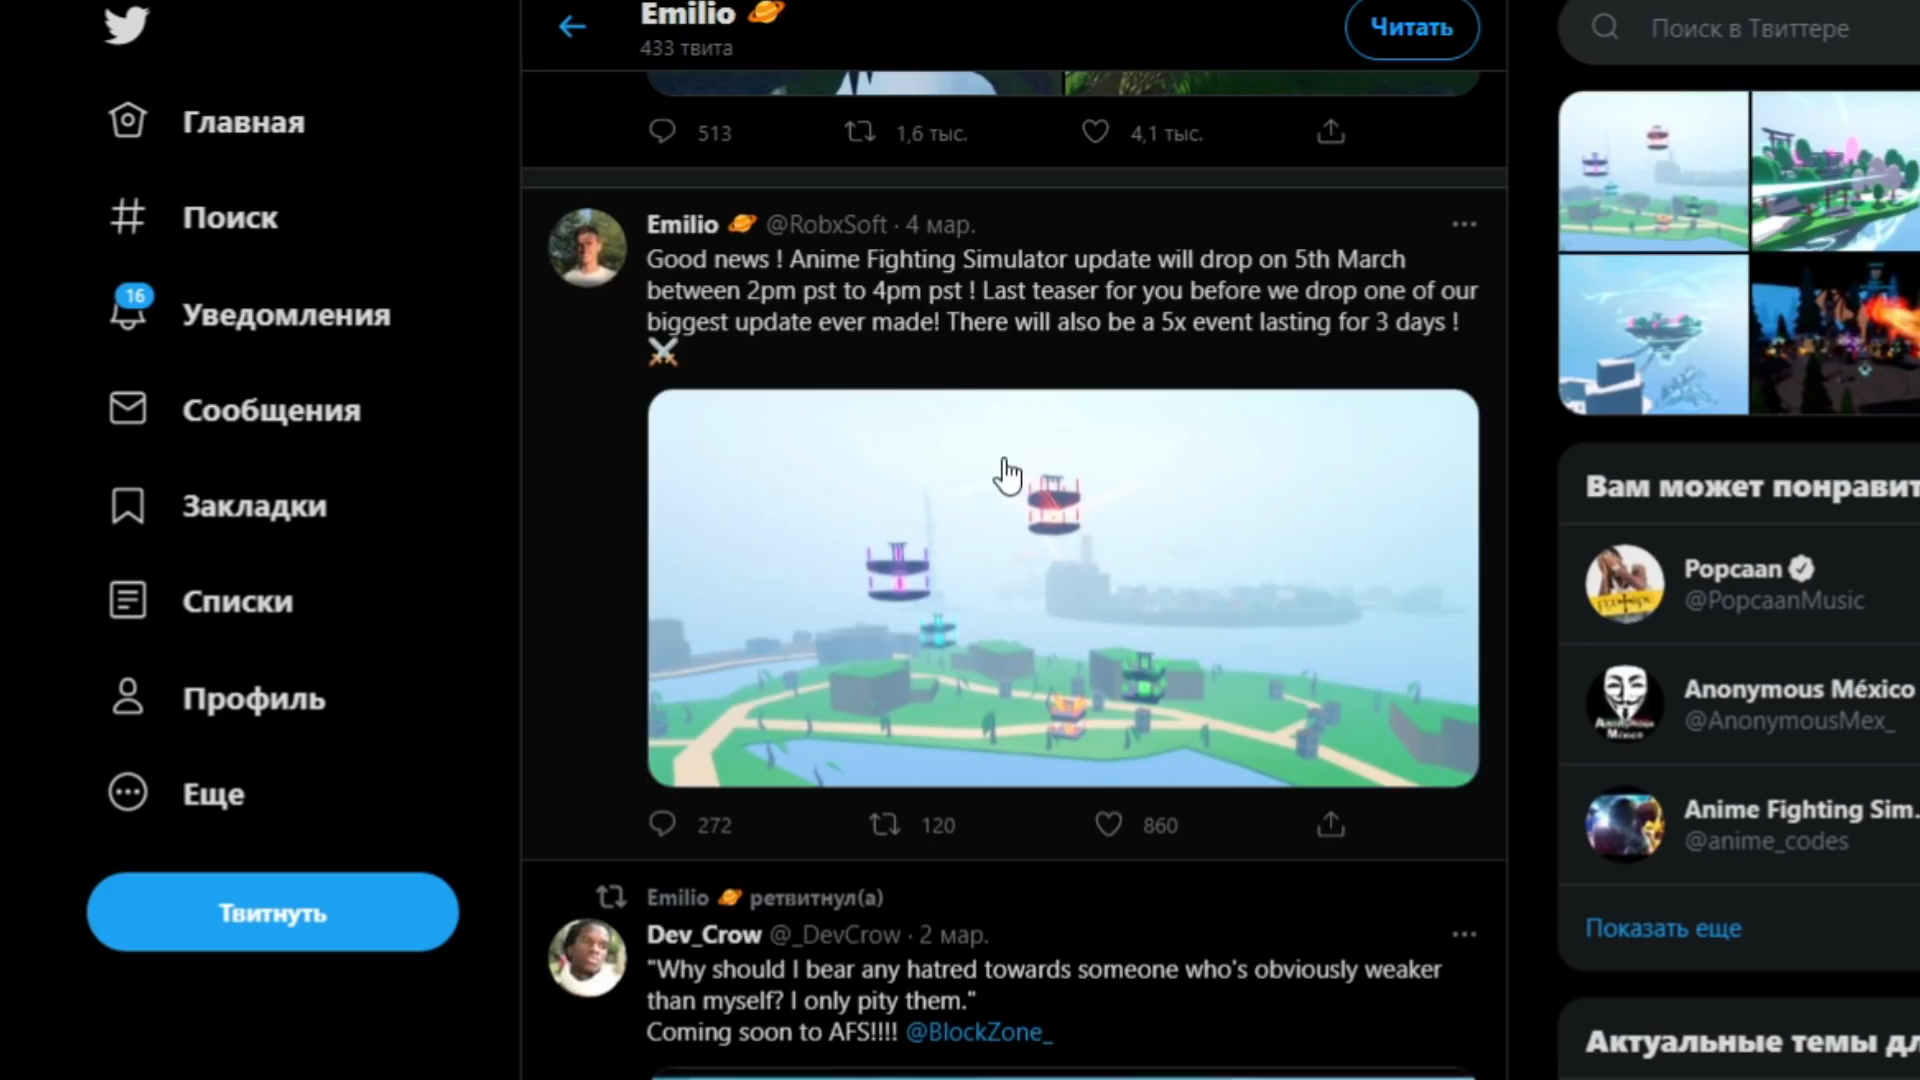 Emilio
433 твита
Читать
Поиск в Твиттере
Главная
Поиск
16
Уведомления
Сообщения
Закладки
Списки
Профиль
Еще
Твитнуть
513
1,6 тыс.
4,1 тыс.
Emilio @RobxSoft · 4 мар.
Good news ! Anime Fighting Simulator update will drop on 5th March
between 2pm pst to 4pm pst ! Last teaser for you before we drop one of our
biggest update ever made! There will also be a 5x event lasting for 3 days !
272
120
860
Emilio ретвитнул(а)
Dev_Crow @_DevCrow · 2 мар.
"Why should I bear any hatred towards someone who's obviously weaker
than myself? I only pity them."
Coming soon to AFS!!!! @BlockZone_
Вам может понравит
Popcaan
@PopcaanMusic
Anonymous México
@AnonymousMex_
Anonymous
México
Anime Fighting Sim.
@anime_codes
Показать еще
Актуальные темы дл